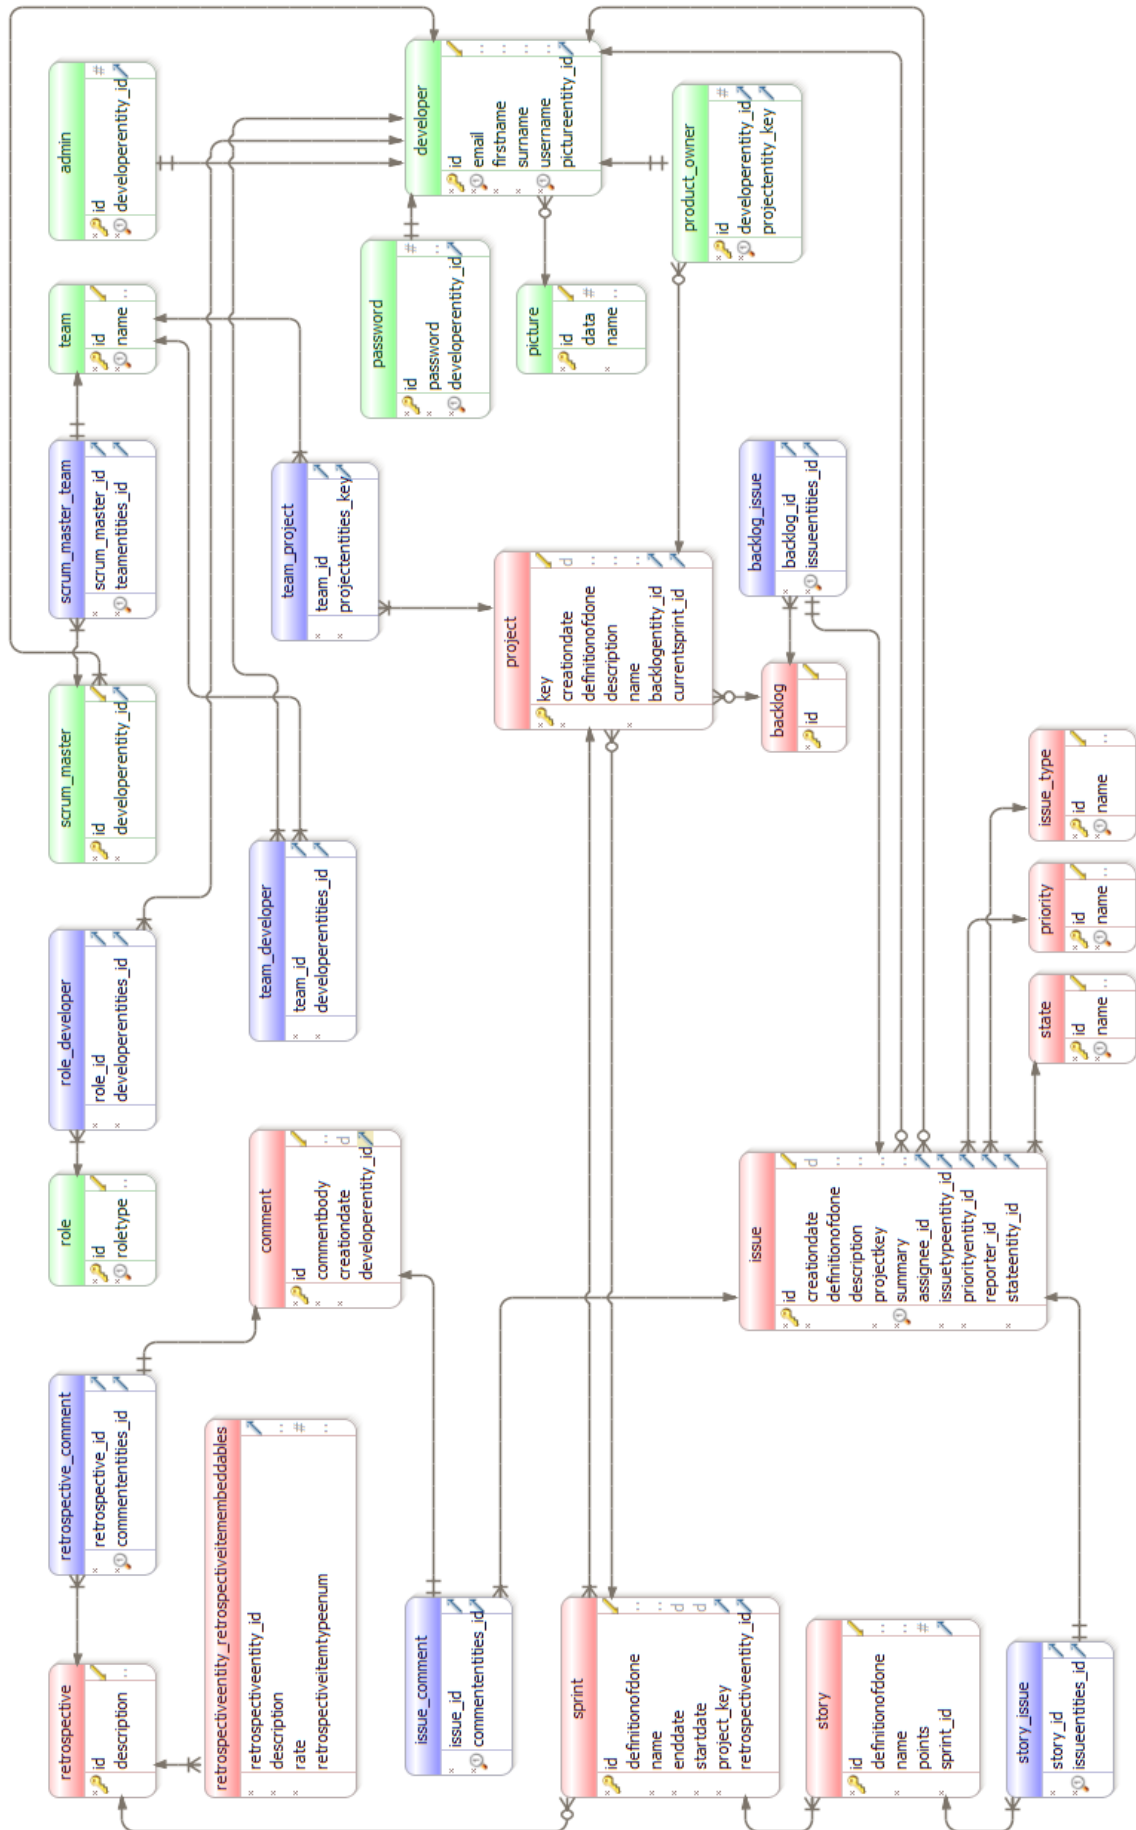 retrospective
id
description
retrospective_comment
retrospective_id
commententities_id
role
id
roletype
role_developer
role_id
developerentities_id
scrum_master
id
developerentity_id
scrum_master_team
scrum_master_id
teamentities_id
team
id
name
admin
id
developerentity_id
retrospectiveentity_retrospectiveitemembeddables
retrospectiveentity_id
description
rate
retrospectiveitemtypeenum
comment
id
commentbody
creationdate
developerentity_id
team_developer
team_id
developerentities_id
team_project
team_id
projectentities_key
password
id
password
developerentity_id
developer
id
email
firstname
surname
username
pictureentity_id
issue_comment
issue_id
commententities_id
project
key
creationdate
definitionofdone
description
name
backlogentity_id
currentsprint_id
picture
id
data
name
sprint
id
definitionofdone
name
enddate
startdate
project_key
retrospectiveentity_id
product_owner
id
developerentity_id
projectentity_key
issue
id
creationdate
definitionofdone
description
projectkey
summary
assignee_id
issuetypeentity_id
priorityentity_id
reporter_id
stateentity_id
backlog
id
backlog_issue
backlog_id
issueentities_id
story
id
definitionofdone
name
points
sprint_id
story_issue
story_id
issueentities_id
state
id
name
priority
id
name
issue_type
id
name